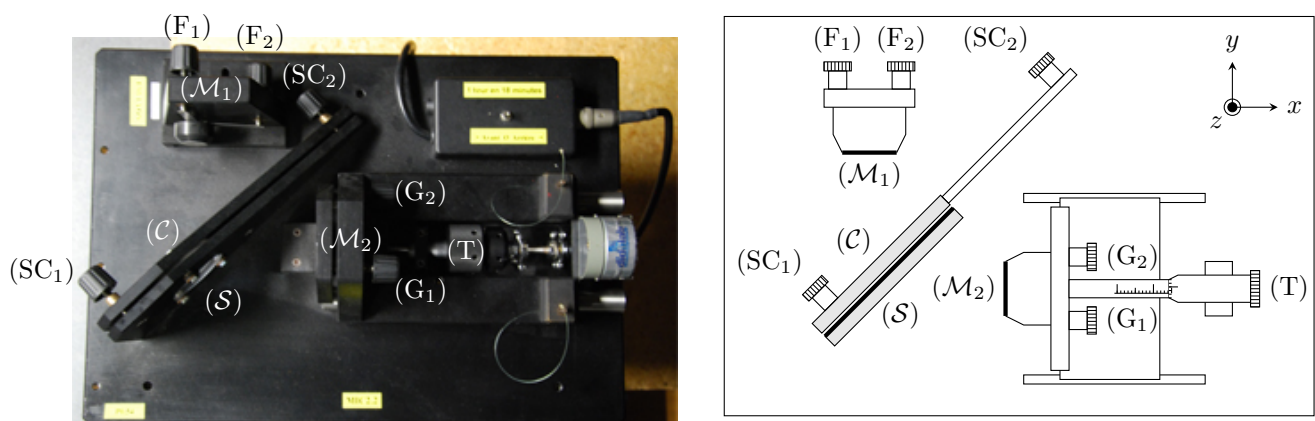 (F₁)
(F₂)
(SC₂)
(ℳ₁)
1 hour en 18 minutes
(G₂)
(𝒞)
(ℳ₂)
(T)
(SC₁)
(G₁)
(𝒮)
(F₁) (F₂)
(SC₂)
y
x
z
(ℳ₁)
(𝒞)
(SC₁)
(G₂)
(ℳ₂)
(T)
(𝒮)
(G₁)